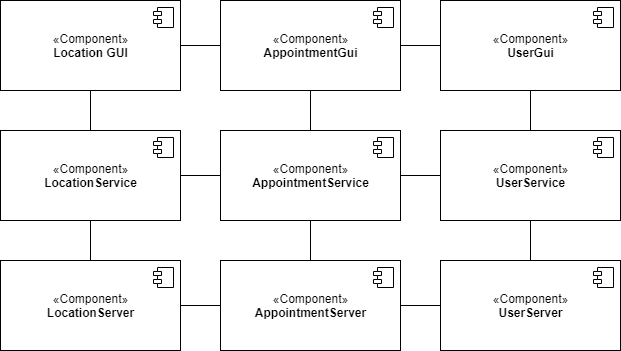 «Component»
Location GUI
«Component»
AppointmentGui
«Component»
UserGui
«Component»
LocationService
«Component»
AppointmentService
«Component»
UserService
«Component»
LocationServer
«Component»
AppointmentServer
«Component»
UserServer